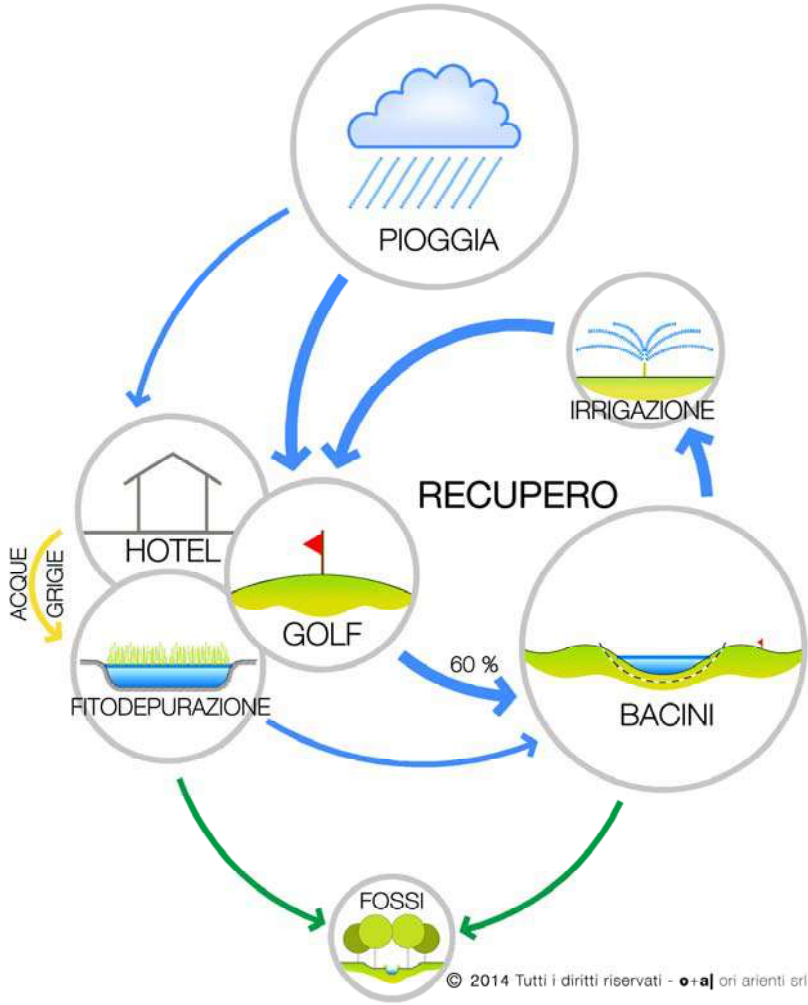 PIOGGIA
IRRIGAZIONE
RECUPERO
HOTEL
ACQUE
GRIGIE
GOLF
60 %
FITODEPURAZIONE
BACINI
FOSSI
© 2014 Tutti i diritti riservati - o+a| ori arienti srl